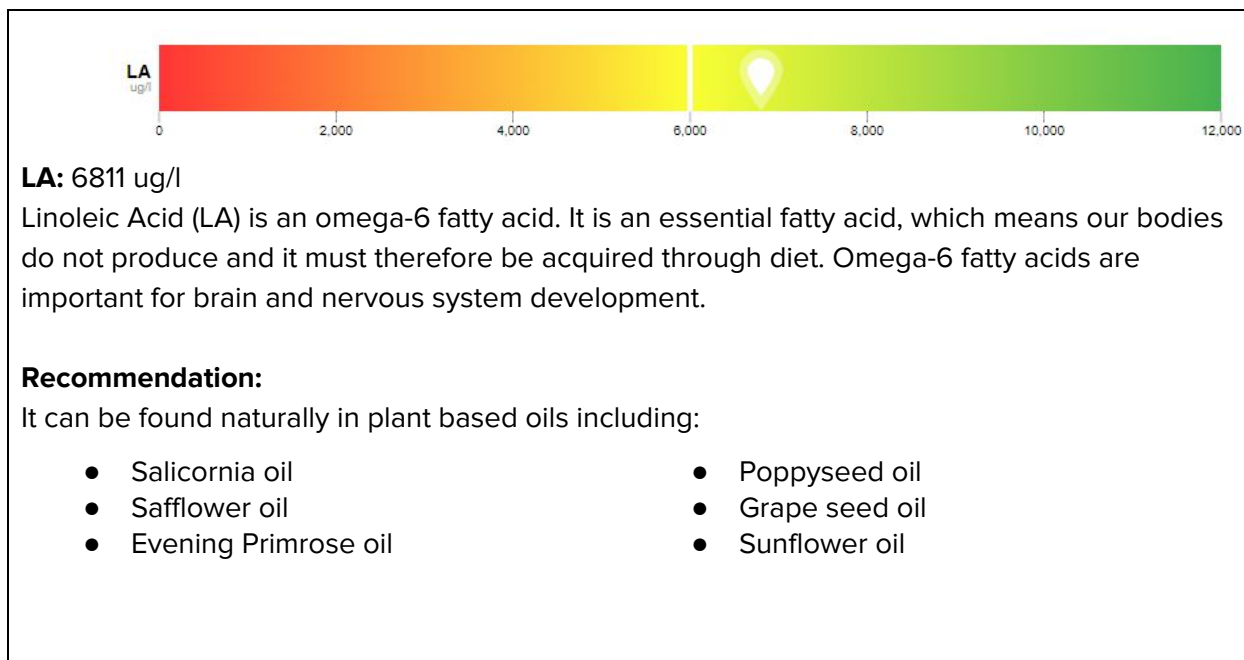 LA
ug/l
0 2,000 4,000 6,000 8,000 10,000 12,000
LA: 6811 ug/l
Linoleic Acid (LA) is an omega-6 fatty acid. It is an essential fatty acid, which means our bodies
do not produce and it must therefore be acquired through diet. Omega-6 fatty acids are
important for brain and nervous system development.
Recommendation:
It can be found naturally in plant based oils including:
● Salicornia oil
● Safflower oil
● Evening Primrose oil
● Poppyseed oil
● Grape seed oil
● Sunflower oil